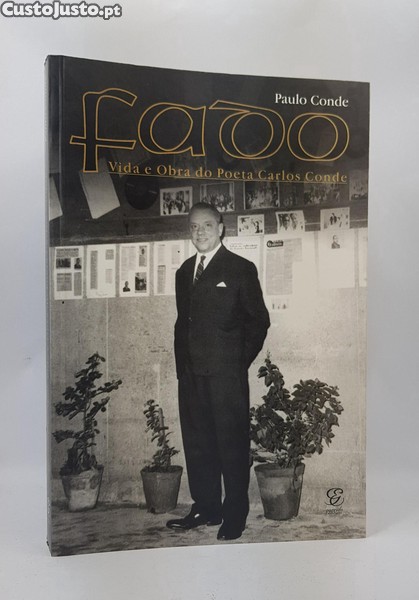 CustoJusto.pt
Paulo Conde
fado
Vida e Obra do Poeta Carlos Conde